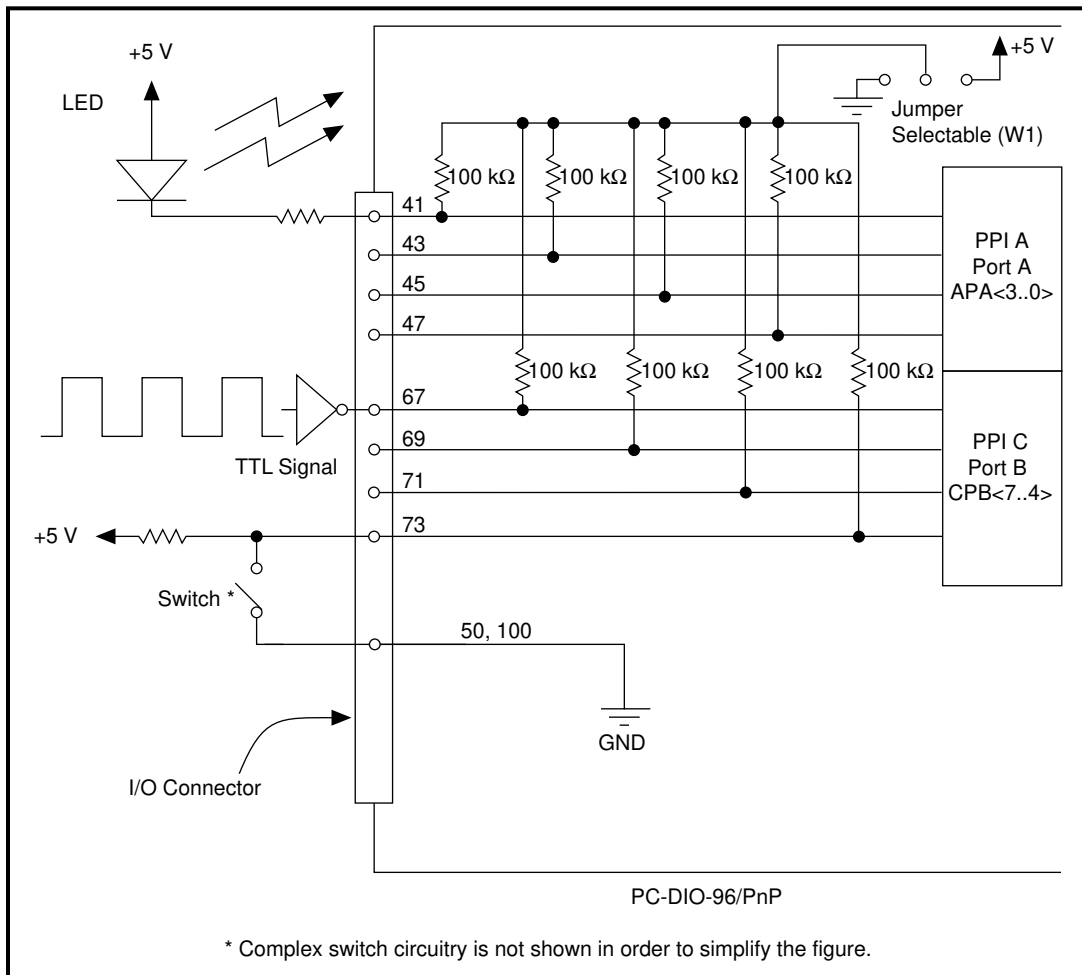 +5 V
LED
+5 V
Jumper
Selectable (W1)
100 kΩ
100 kΩ
100 kΩ
100 kΩ
41
43
45
47
PPI A
Port A
APA<3..0>
100 kΩ
100 kΩ
100 kΩ
100 kΩ
67
69
71
73
TTL Signal
PPI C
Port B
CPB<7..4>
+5 V
Switch *
50, 100
GND
I/O Connector
PC-DIO-96/PnP
* Complex switch circuitry is not shown in order to simplify the figure.